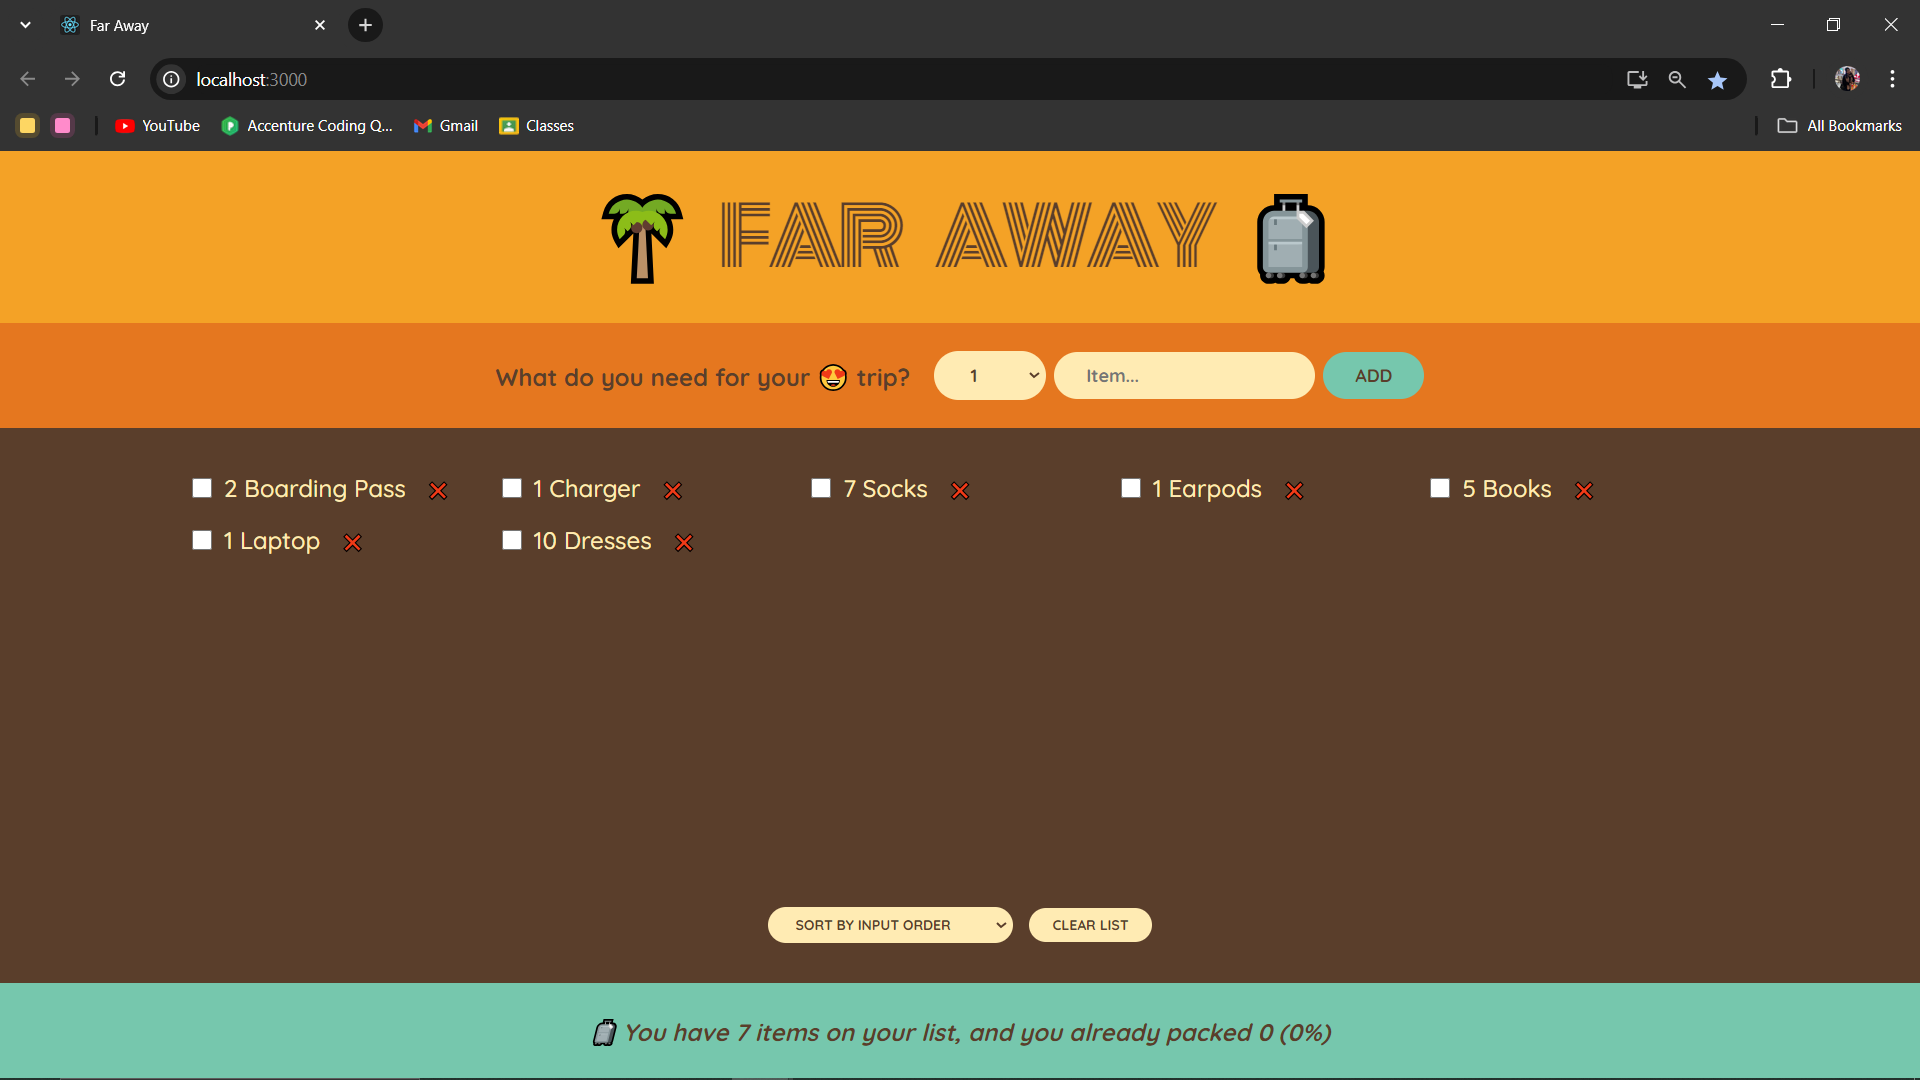 Far Away
localhost:3000
YouTube Accenture Coding Q... Gmail Classes All Bookmarks
FAR AWAY
What do you need for your 😍 trip? 1 Item... ADD
2 Boarding Pass ❌ 1 Charger ❌ 7 Socks ❌ 1 Earpods ❌ 5 Books ❌
1 Laptop ❌ 10 Dresses ❌
SORT BY INPUT ORDER CLEAR LIST
You have 7 items on your list, and you already packed 0 (0%)